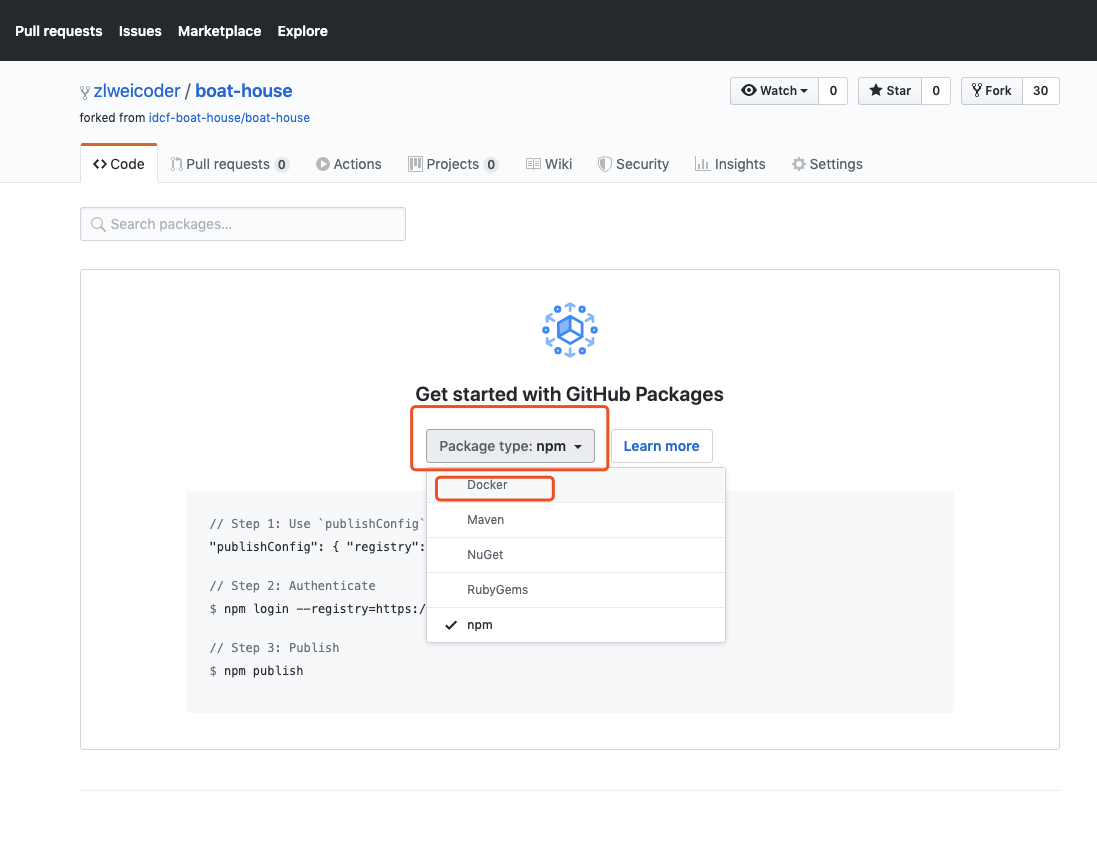 Pull requests Issues Marketplace Explore
zlweicoder / boat-house
Watch 0 Star 0 Fork 30
forked from idcf-boat-house/boat-house
Code Pull requests 0 Actions Projects 0 Wiki Security Insights Settings
Search packages...
Get started with GitHub Packages
Package type: npm Learn more
Docker
Maven
NuGet
RubyGems
npm
// Step 1: Use `publishConfig`
"publishConfig": { "registry":
// Step 2: Authenticate
$ npm login --registry=https:/
// Step 3: Publish
$ npm publish